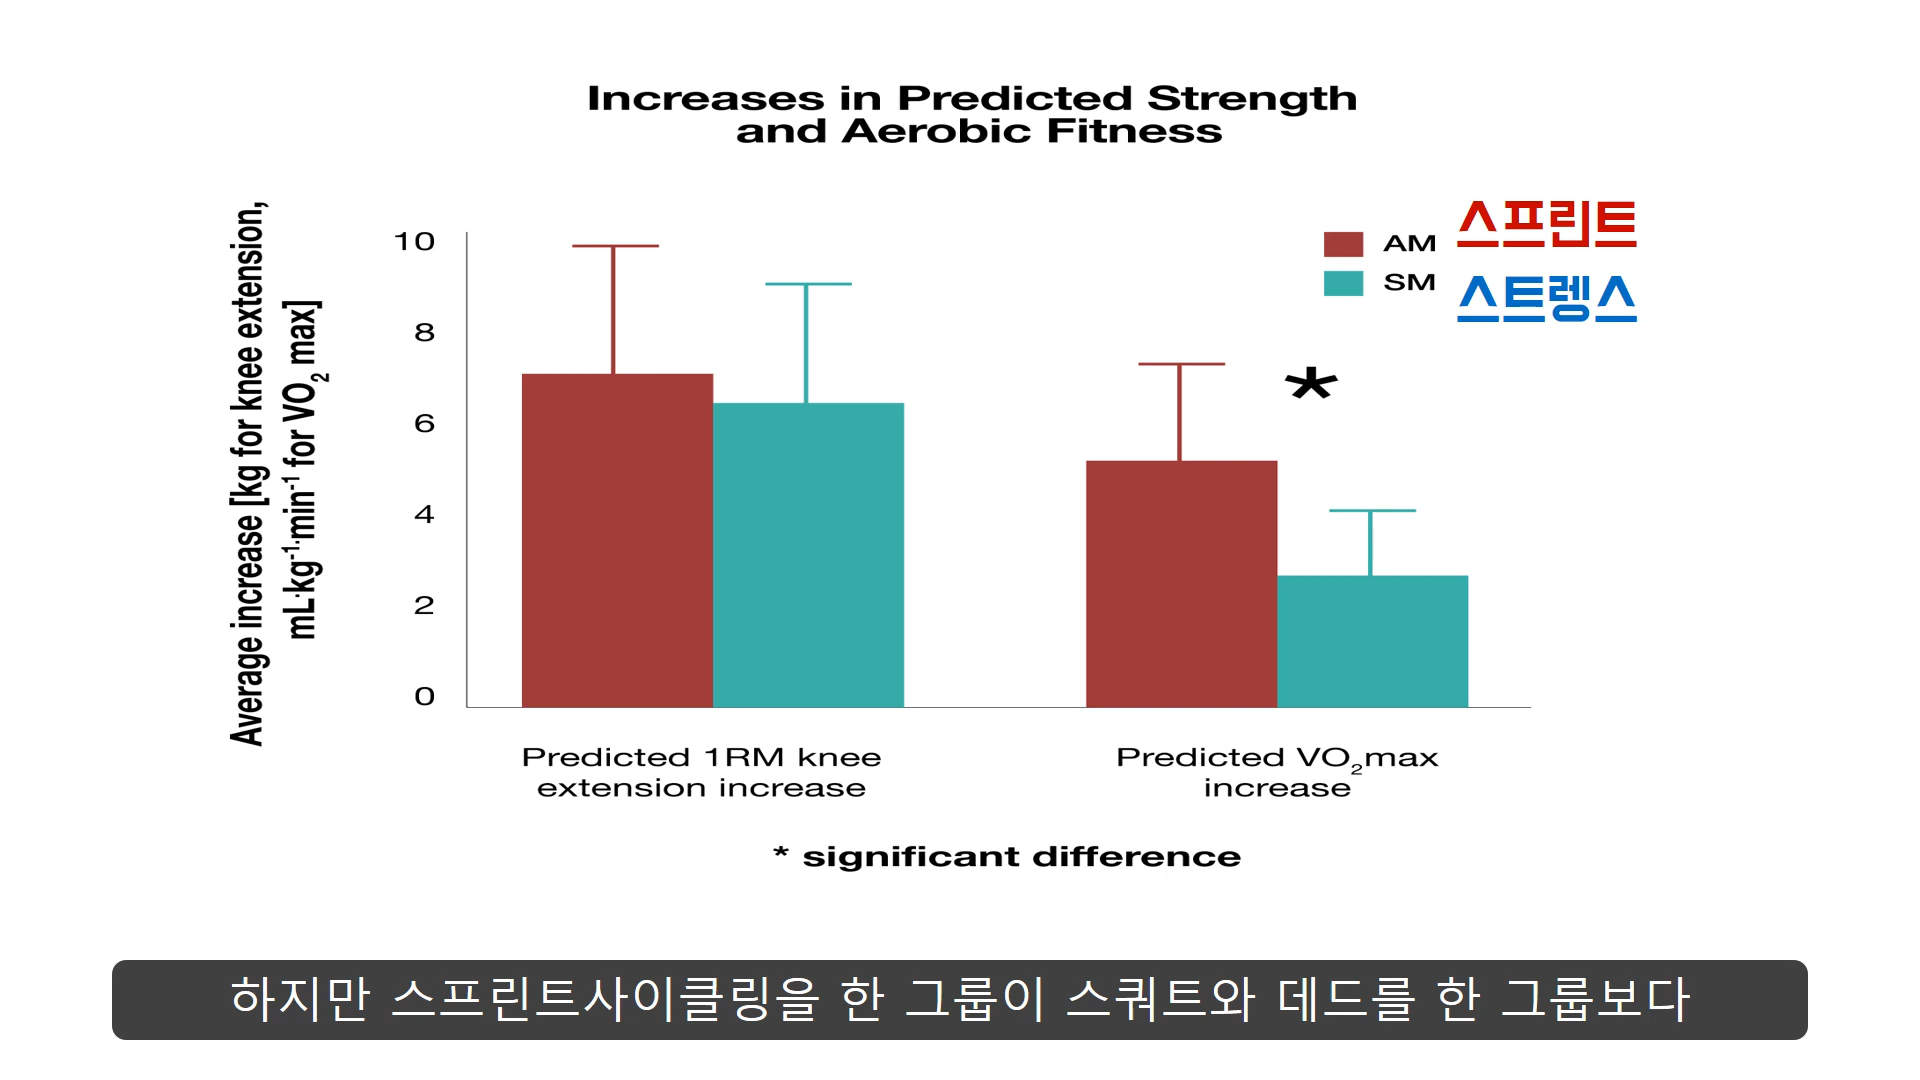 Increases in Predicted Strength
and Aerobic Fitness
Average increase [kg for knee extension,
mL·kg⁻¹·min⁻¹ for VO₂ max]
10
8
6
4
2
0
AM 스프린트
SM 스트렝스
*
Predicted 1RM knee
extension increase
Predicted VO₂max
increase
* significant difference
하지만 스프린트사이클링을 한 그룹이 스쿼트와 데드를 한 그룹보다